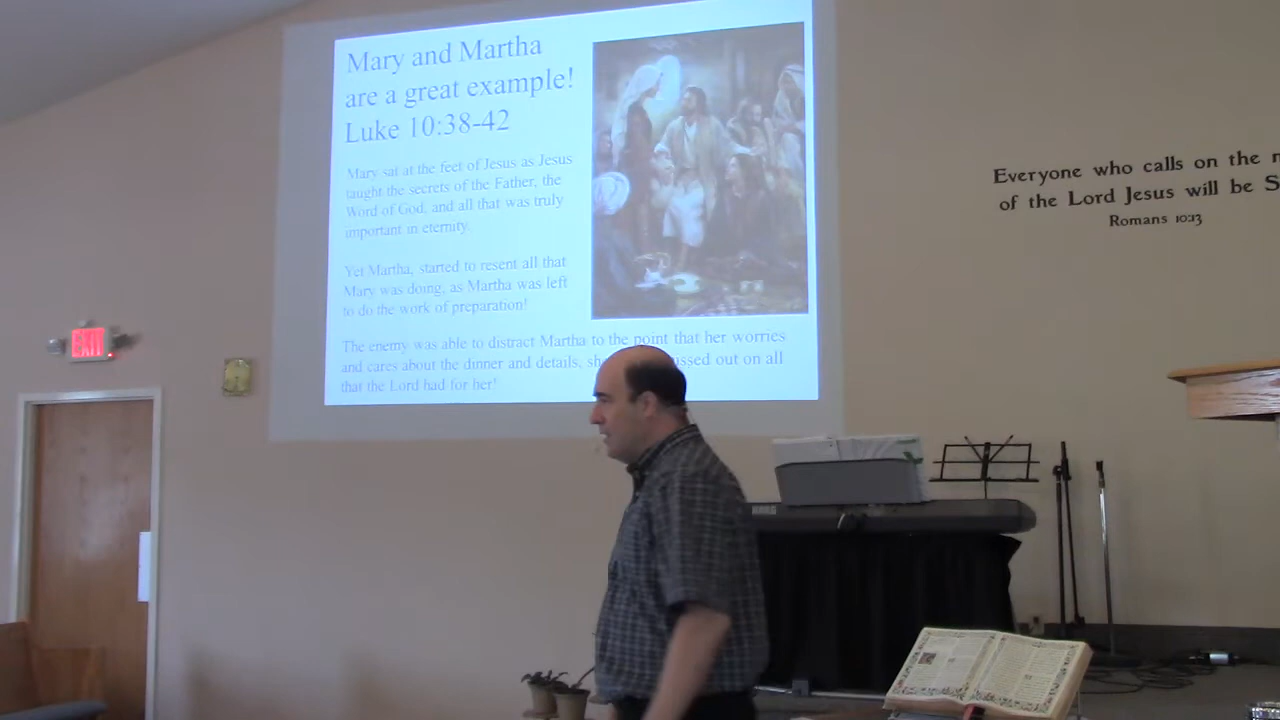 Mary and Martha
are a great example!
Luke 10:38-42
Mary sat at the feet of Jesus as Jesus
taught the secrets of the Father, the
Word of God, and all that was truly
important in eternity.
Yet Martha, started to resent all that
Mary was doing, as Martha was left
to do the work of preparation!
The enemy was able to distract Martha to the point that her worries
and cares about the dinner and details, out on all
that the Lord had for her!
Everyone who calls on the
of the Lord Jesus will be
Romans 10:13
EXIT
KORG